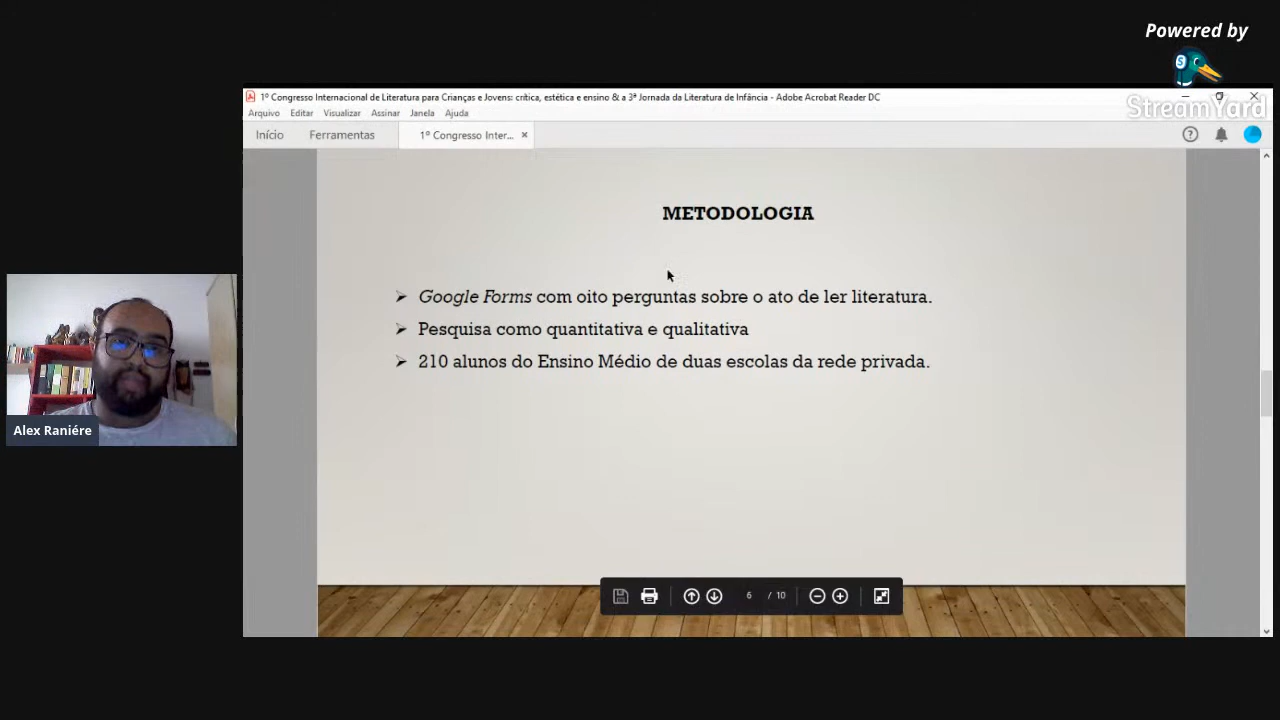 Powered by
StreamYard
1º Congresso Internacional de Literatura para Crianças e Jovens: crítica, estética e ensino & a 3ª Jornada da Literatura de Infância - Adobe Acrobat Reader DC
Arquivo Editar Visualizar Assinar Janela Ajuda
Início Ferramentas 1º Congresso Inter...
METODOLOGIA
Google Forms com oito perguntas sobre o ato de ler literatura.
Pesquisa como quantitativa e qualitativa
210 alunos do Ensino Médio de duas escolas da rede privada.
Alex Raniére
6 / 10